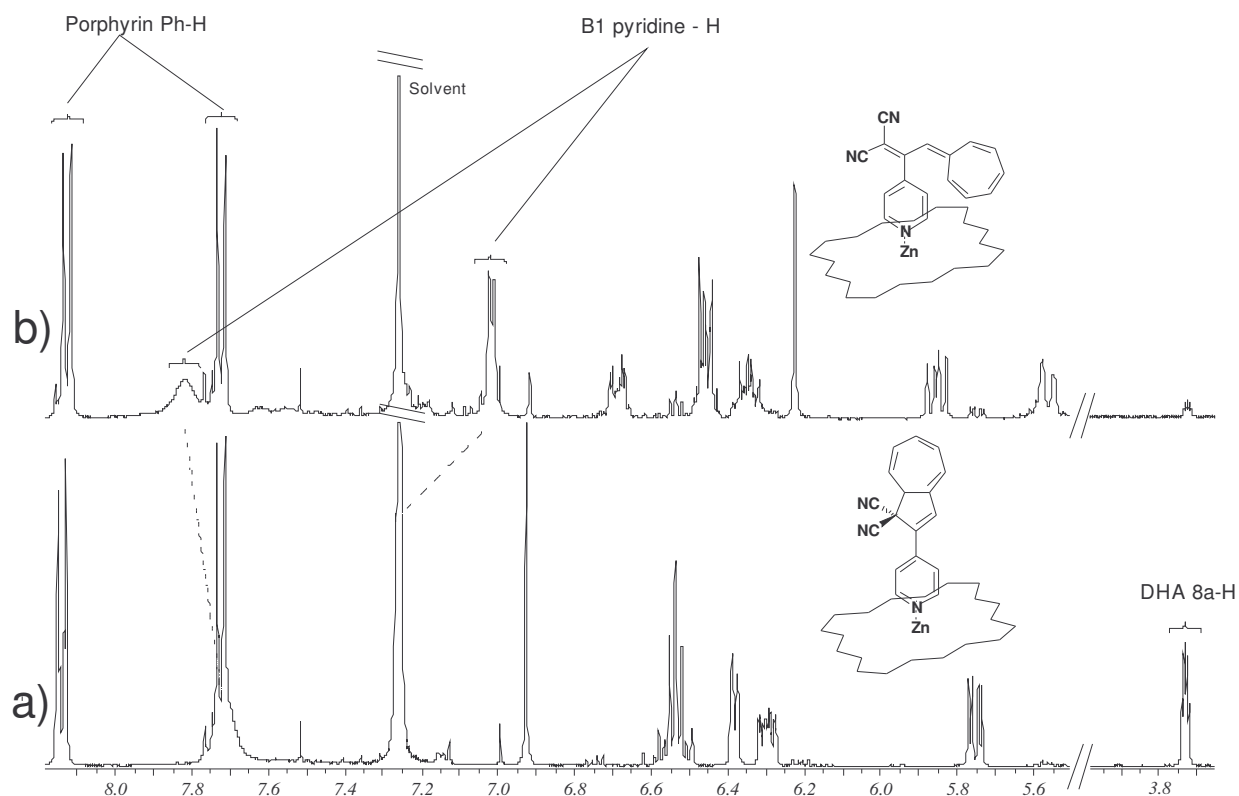 Porphyrin Ph-H
B1 pyridine - H
Solvent
CN
NC
N
Zn
b)
NC
NC
N
Zn
DHA 8a-H
a)
8.0 7.8 7.6 7.4 7.2 7.0 6.8 6.6 6.4 6.2 6.0 5.8 5.6 3.8